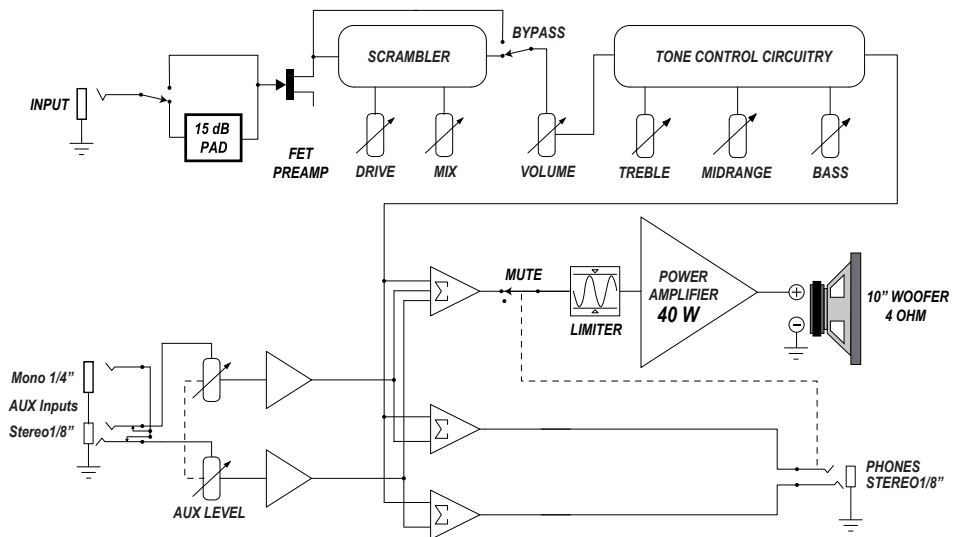 BYPASS
SCRAMBLER
TONE CONTROL CIRCUITRY
INPUT
15 dB
PAD
FET
PREAMP
DRIVE
MIX
VOLUME
TREBLE
MIDRANGE
BASS
MUTE
Σ
LIMITER
POWER
AMPLIFIER
40 W
+
-
10” WOOFER
4 OHM
Mono 1/4”
AUX Inputs
Stereo1/8”
AUX LEVEL
Σ
Σ
PHONES
STEREO1/8”